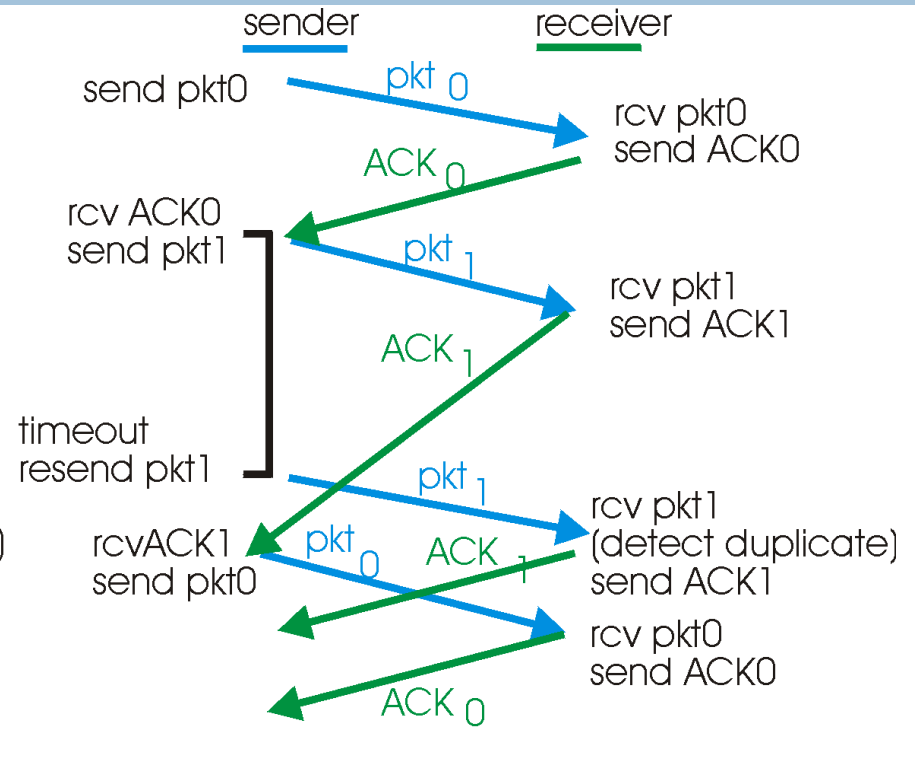 sender
receiver
send pkt0
pkt 0
rcv pkt0
send ACK0
ACK 0
rcv ACK0
send pkt1
pkt 1
rcv pkt1
send ACK1
ACK 1
timeout
resend pkt1
pkt 1
rcv pkt1
(detect duplicate)
send ACK1
)
rcvACK1
send pkt0
pkt 0
ACK 1
rcv pkt0
send ACK0
ACK 0